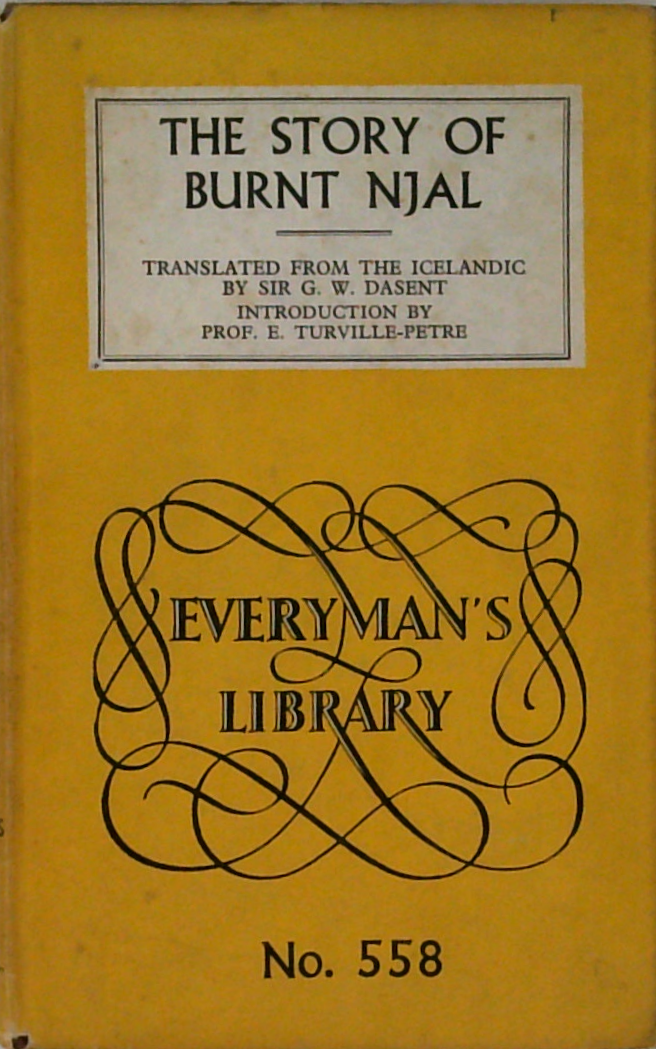 THE STORY OF
BURNT NJAL
TRANSLATED FROM THE ICELANDIC
BY SIR G. W. DASENT
INTRODUCTION BY
PROF. E. TURVILLE-PETRE
EVERYMAN'S
LIBRARY
No. 558